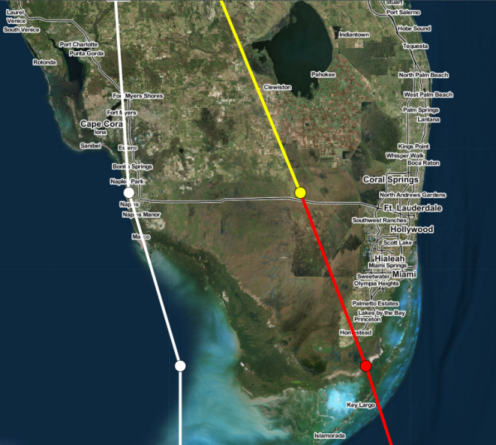 Laurel
Venice
South Venice
Port Charlotte
Punta Gorda
Rotonda
Fort Myers Shores
Fort Myers
Cape Coral
Iona
Sanibel
Estero
Bonita Springs
Naples Park
Naples
Naples Manor
Marco
Clewiston
Pahokee
Indiantown
Stuart
Port Salerno
Hobe Sound
Tequesta
North Palm Beach
West Palm Beach
Palm Springs
Lantana
Kings Point
Whisper Walk
Boca Raton
Coral Springs
North Andrews Gardens
Ft. Lauderdale
Southwest Ranches
Hollywood
Scott Lake
Hialeah
Miami Springs
Sweetwater
Miami
Olympia Heights
Palmetto Estates
Lakes by the Bay
Princeton
Homestead
Key Largo
Islamorada